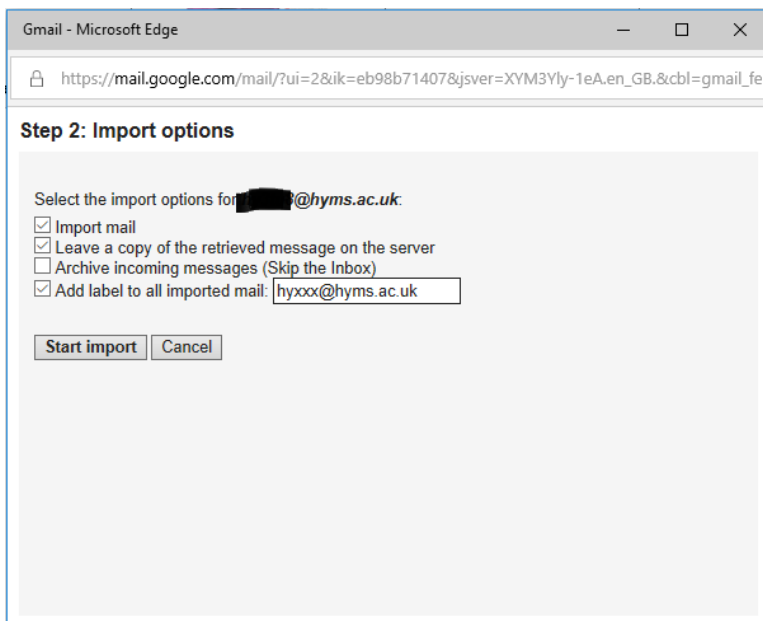 Gmail - Microsoft Edge
https://mail.google.com/mail/?ui=2&ik=eb98b71407&jsver=XYM3Yly-1eA.en_GB.&cbl=gmail_fe
Step 2: Import options
Select the import options for @hyms.ac.uk:
Import mail
Leave a copy of the retrieved message on the server
Archive incoming messages (Skip the Inbox)
Add label to all imported mail: hyxxx@hyms.ac.uk
Start import Cancel